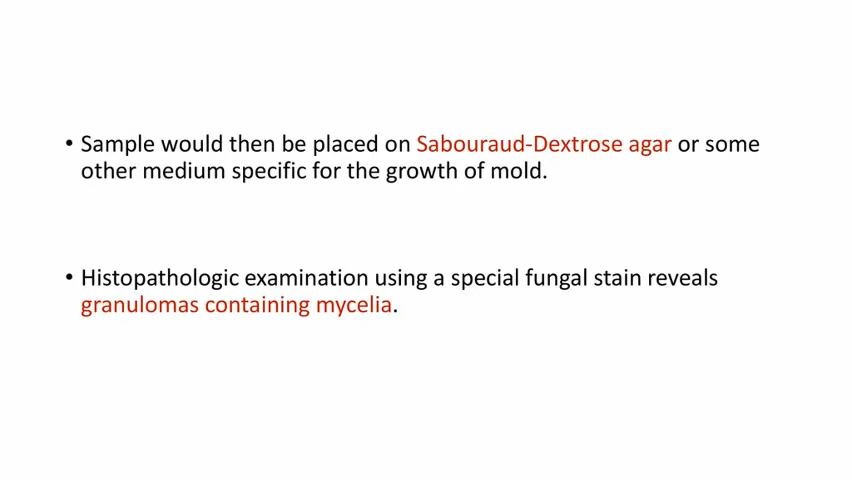 • Sample would then be placed on Sabouraud-Dextrose agar or some
other medium specific for the growth of mold.
• Histopathologic examination using a special fungal stain reveals
granulomas containing mycelia.